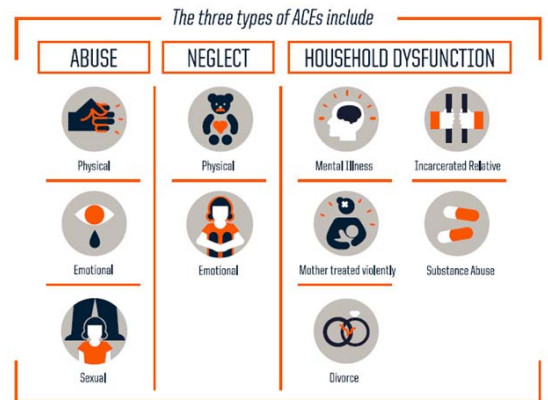 The three types of ACEs include
ABUSE
NEGLECT
HOUSEHOLD DYSFUNCTION
Physical
Physical
Mental Illness
Incarcerated Relative
Emotional
Emotional
Mother treated violently
Substance Abuse
Sexual
Divorce